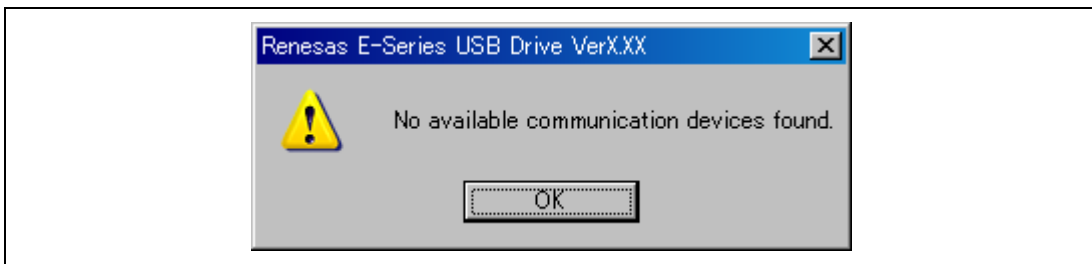 Renesas E-Series USB Drive VerX.XX
No available communication devices found.
OK